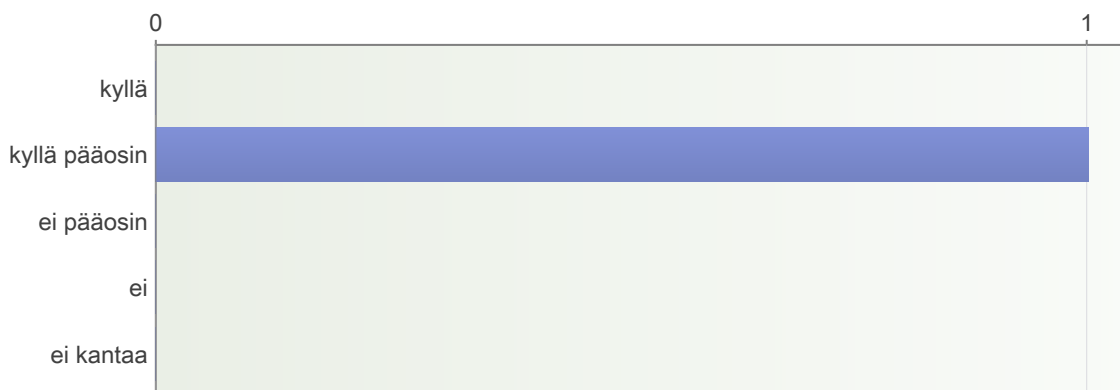 0 1
kyllä
kyllä pääosin
ei pääosin
ei
ei kantaa